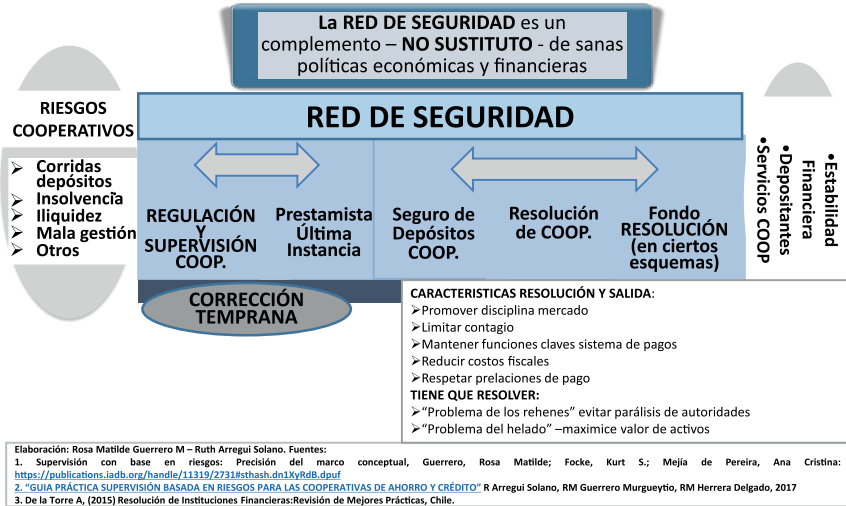 La RED DE SEGURIDAD es un
complemento – NO SUSTITUTO - de sanas
políticas económicas y financieras
RIESGOS
COOPERATIVOS
➢ Corridas
depósitos
➢ Insolvencia
➢ Iliquidez
➢ Mala gestión
➢ Otros
RED DE SEGURIDAD
REGULACIÓN
Y
SUPERVISIÓN
COOP.
Prestamista
Última
Instancia
Seguro de
Depósitos
COOP.
Resolución
de COOP.
Fondo
RESOLUCIÓN
(en ciertos
esquemas)
•Estabilidad
Financiera
•Depositantes
•Servicios COOP
CORRECCIÓN
TEMPRANA
CARACTERISTICAS RESOLUCIÓN Y SALIDA:
➢Promover disciplina mercado
➢Limitar contagio
➢Mantener funciones claves sistema de pagos
➢Reducir costos fiscales
➢Respetar prelaciones de pago
TIENE QUE RESOLVER:
➢“Problema de los rehenes” evitar parálisis de autoridades
➢“Problema del helado” –maximice valor de activos
Elaboración: Rosa Matilde Guerrero M – Ruth Arregui Solano. Fuentes:
1. Supervisión con base en riesgos: Precisión del marco conceptual, Guerrero, Rosa Matilde; Focke, Kurt S.; Mejía de Pereira, Ana Cristina:
https://publications.iadb.org/handle/11319/2731#sthash.dn1XyRdB.dpuf
2. “GUIA PRÁCTICA SUPERVISIÓN BASADA EN RIESGOS PARA LAS COOPERATIVAS DE AHORRO Y CRÉDITO” R Arregui Solano, RM Guerrero Murgueytio, RM Herrera Delgado, 2017
3. De la Torre A, (2015) Resolución de Instituciones Financieras:Revisión de Mejores Prácticas, Chile.